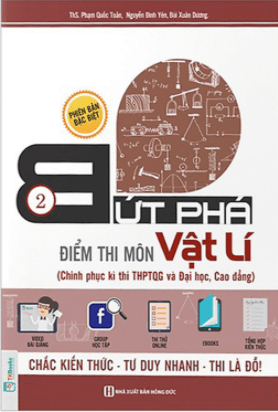 ThS. Phạm Quốc Toản, Nguyễn Đình Yên, Bùi Xuân Dương.
PHIÊN BẢN
ĐẶC BIỆT
BỨT PHÁ
2
ĐIỂM THI MÔN Vật Lí
(Chinh phục kì thi THPTQG và Đại học, Cao đẳng)
VIDEO
BÀI GIẢNG
GROUP
HỌC TẬP
THI THỬ
ONLINE
EBOOKS
TỔNG HỢP
KIẾN THỨC
CHẮC KIẾN THỨC - TƯ DUY NHANH - THI LÀ ĐỖ!
MCBooks
NHÀ XUẤT BẢN HỒNG ĐỨC